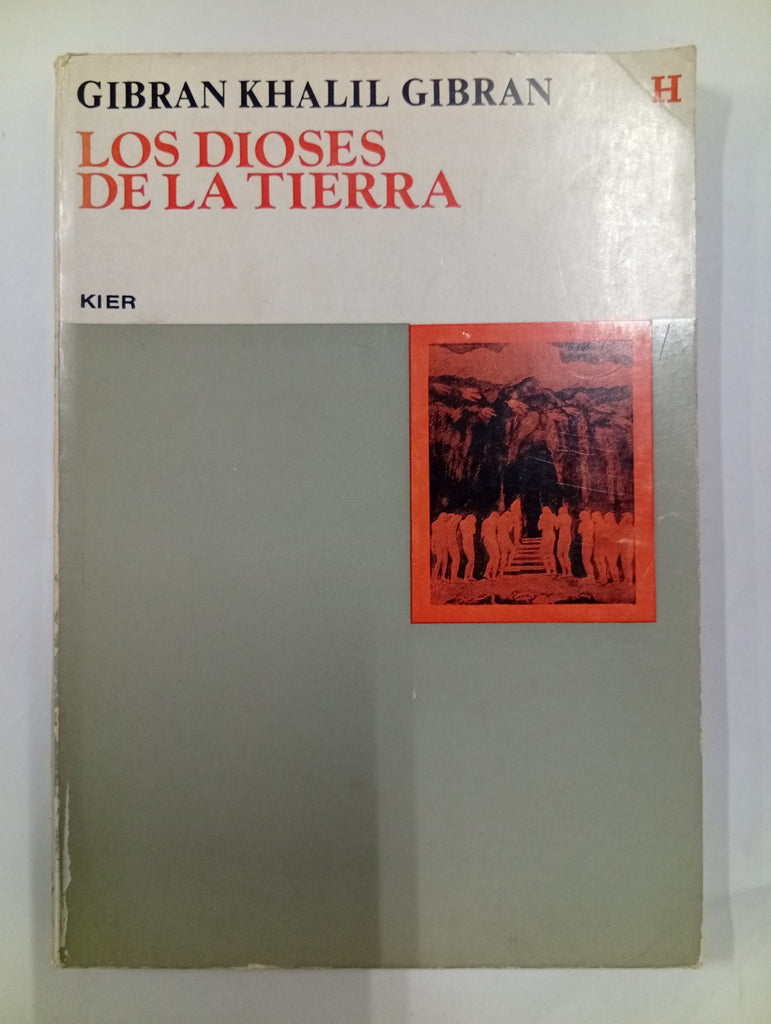 GIBRAN KHALIL GIBRAN
H
LOS DIOSES
DE LA TIERRA
KIER